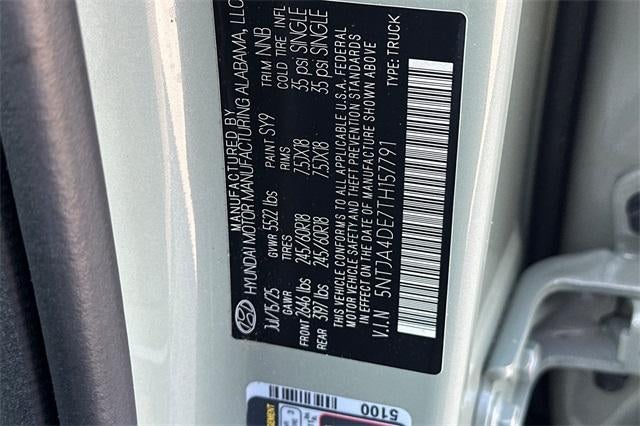 MANUFACTURED BY
HYUNDAI MOTOR MANUFACTURING ALABAMA, LLC
JUL/15/25 GVWR 5522 lbs PAINT SY9 TRIM NNB
GAWR TIRES RIMS COLD TIRE INFL
FRONT 2646 lbs 245/60R18 7.5JX18 35 psi SINGLE
REAR 3197 lbs 245/60R18 7.5JX18 35 psi SINGLE
THIS VEHICLE CONFORMS TO ALL APPLICABLE U.S.A. FEDERAL
MOTOR VEHICLE SAFETY AND THEFT PREVENTION STANDARDS
IN EFFECT ON THE DATE OF MANUFACTURE SHOWN ABOVE
V.I.N 5NTJA4DE7TH157791 TYPE: TRUCK
5100